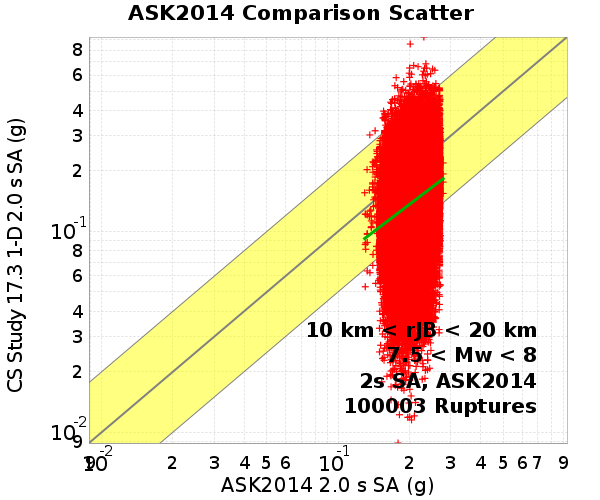 ASK2014 Comparison Scatter
CS Study 17.3 1-D 2.0 s SA (g)
8
6
4
3
2
10^-1
8
6
4
3
2
10^-2
9
10 km < rJB < 20 km
7.5 < Mw < 8
2s SA, ASK2014
100003 Ruptures
9 10^-2 2 3 4 5 6 10^-1 2 3 4 5 6 7 9
ASK2014 2.0 s SA (g)